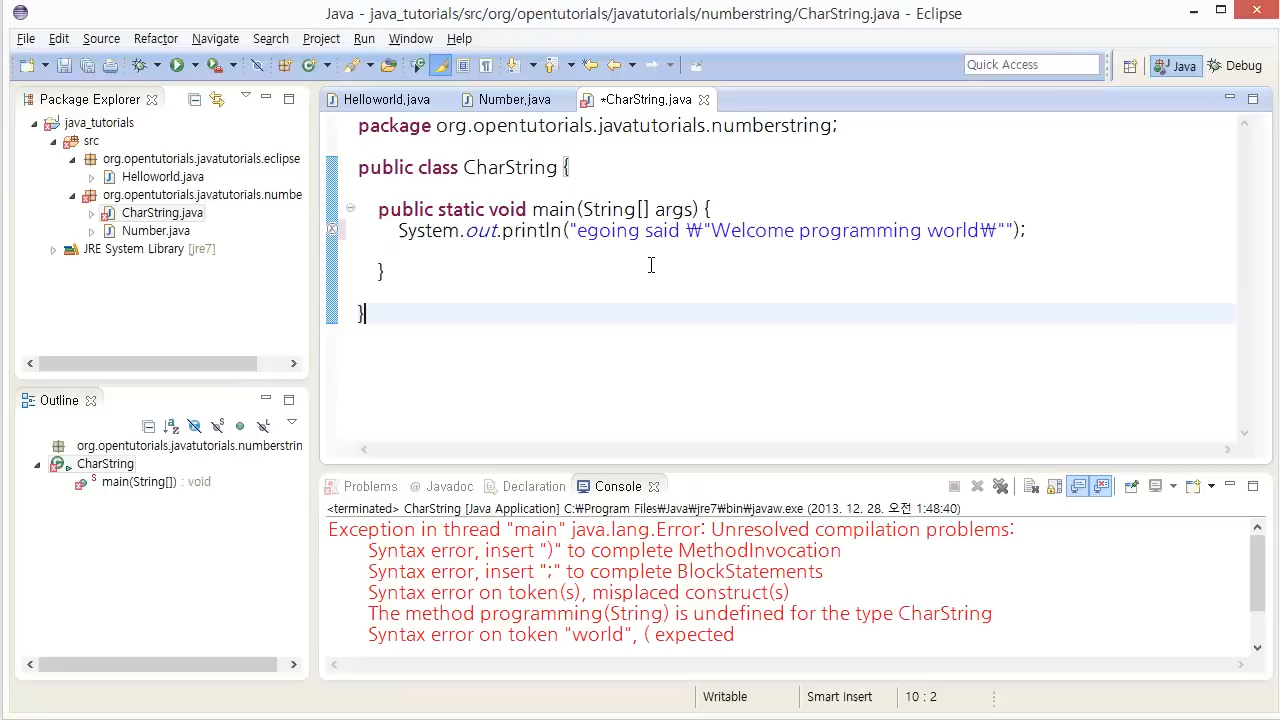 Java - java_tutorials/src/org/opentutorials/javatutorials/numberstring/CharString.java - Eclipse
File Edit Source Refactor Navigate Search Project Run Window Help
Quick Access Java Debug
Package Explorer
java_tutorials
src
org.opentutorials.javatutorials.eclipse
Helloworld.java
org.opentutorials.javatutorials.numbe
CharString.java
Number.java
JRE System Library [jre7]
Helloworld.java Number.java *CharString.java
package org.opentutorials.javatutorials.numberstring;
public class CharString {
public static void main(String[] args) {
System.out.println("egoing said ₩"Welcome programming world₩"");
}
}
Outline
org.opentutorials.javatutorials.numberstrin
CharString
main(String[]) : void
Problems @ Javadoc Declaration Console
<terminated> CharString [Java Application] C:₩Program Files₩Java₩jre7₩bin₩javaw.exe (2013. 12. 28. 오전 1:48:40)
Exception in thread "main" java.lang.Error: Unresolved compilation problems:
Syntax error, insert ")" to complete MethodInvocation
Syntax error, insert ";" to complete BlockStatements
Syntax error on token(s), misplaced construct(s)
The method programming(String) is undefined for the type CharString
Syntax error on token "world", ( expected
Writable Smart Insert 10 : 2